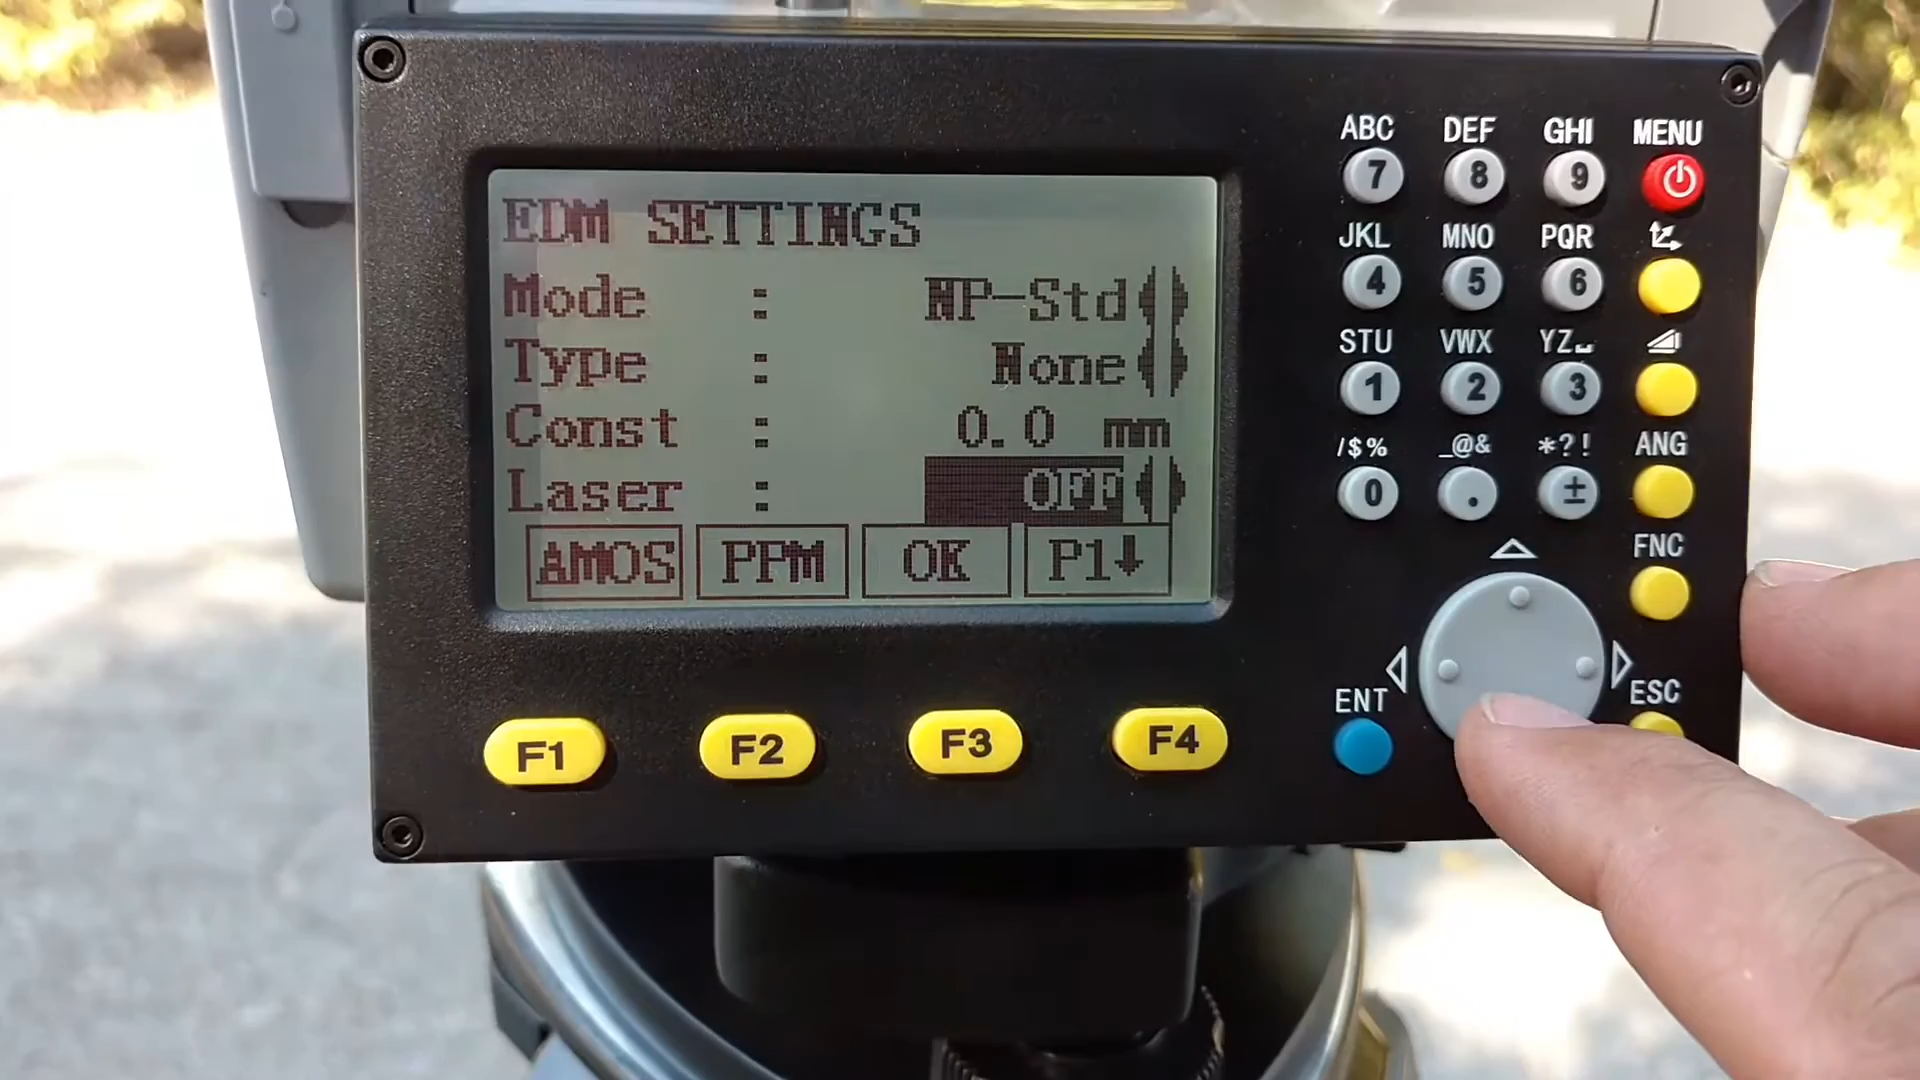 EDM SETTINGS
Mode : NP-Std
Type : None
Const : 0.0 mm
Laser : OFF
AMOS PPM OK P1↓
F1 F2 F3 F4
ABC DEF GHI MENU
7 8 9
JKL MNO PQR
4 5 6
STU VWX YZ⎵
1 2 3
/$% _@& *?! ANG
0 . ±
FNC
ENT ESC